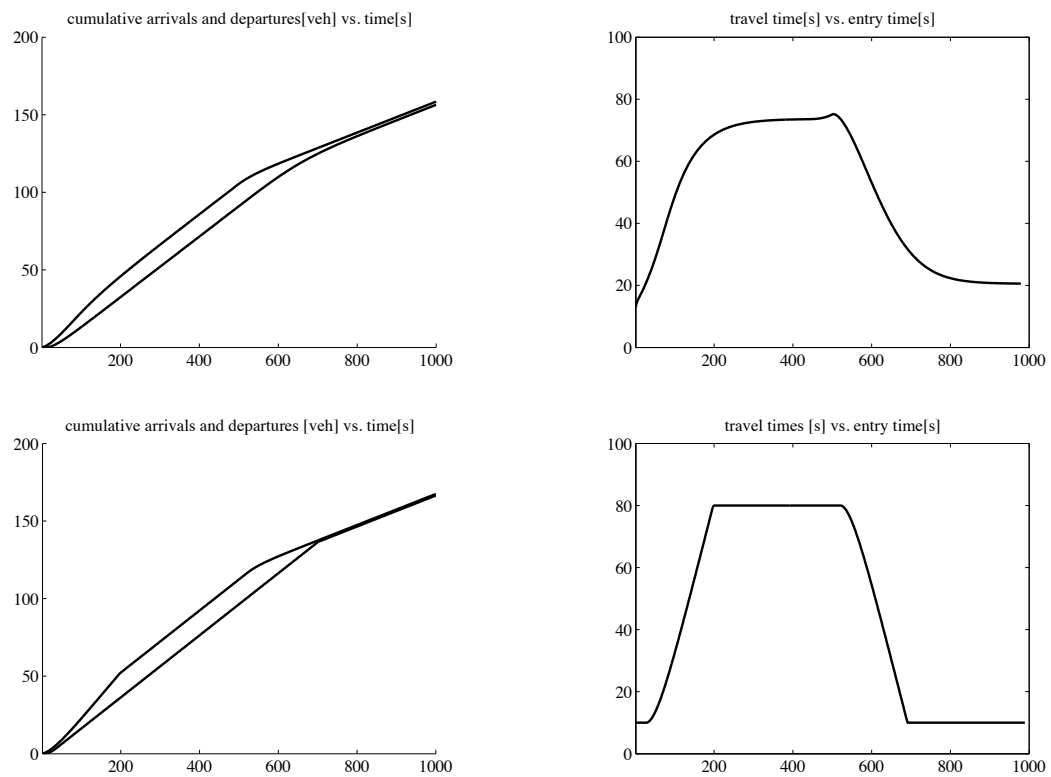 cumulative arrivals and departures[veh] vs. time[s]
200
150
100
50
0
200 400 600 800 1000
travel time[s] vs. entry time[s]
100
80
60
40
20
0
200 400 600 800 1000
cumulative arrivals and departures [veh] vs. time[s]
200
150
100
50
0
200 400 600 800 1000
travel times [s] vs. entry time[s]
100
80
60
40
20
0
200 400 600 800 1000